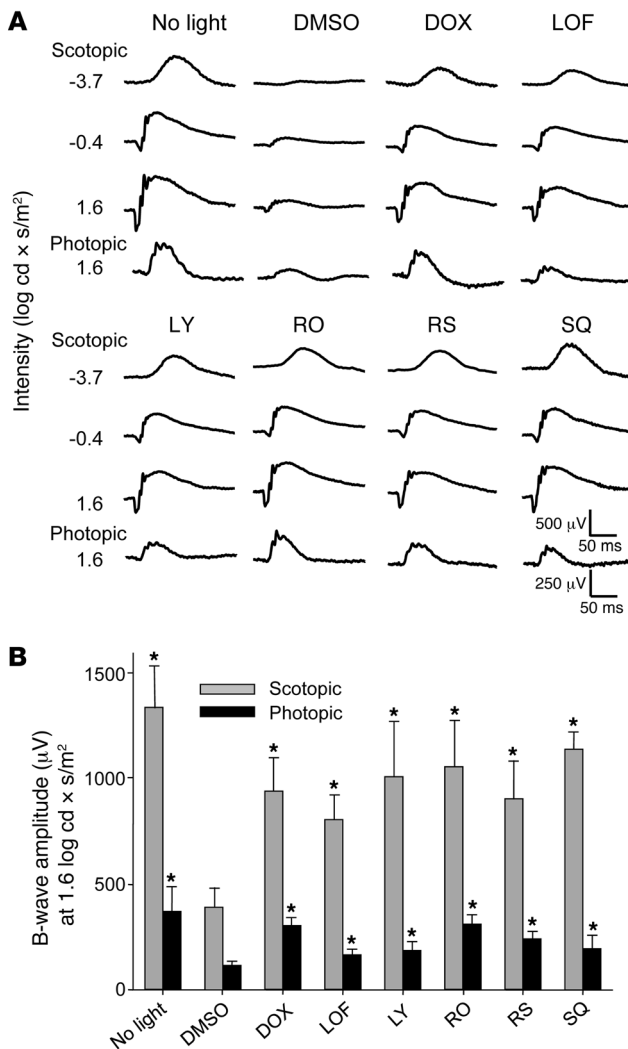 A
No light DMSO DOX LOF
Scotopic
-3.7
-0.4
1.6
Photopic
1.6
Intensity (log cd × s/m²)
LY RO RS SQ
Scotopic
-3.7
-0.4
1.6
500 µV
50 ms
Photopic
1.6
250 µV
50 ms
B
B-wave amplitude (µV)
at 1.6 log cd × s/m²
1500
1000
500
0
Scotopic
Photopic
* * * * * * *
* * * * * * *
No light DMSO DOX LOF LY RO RS SQ